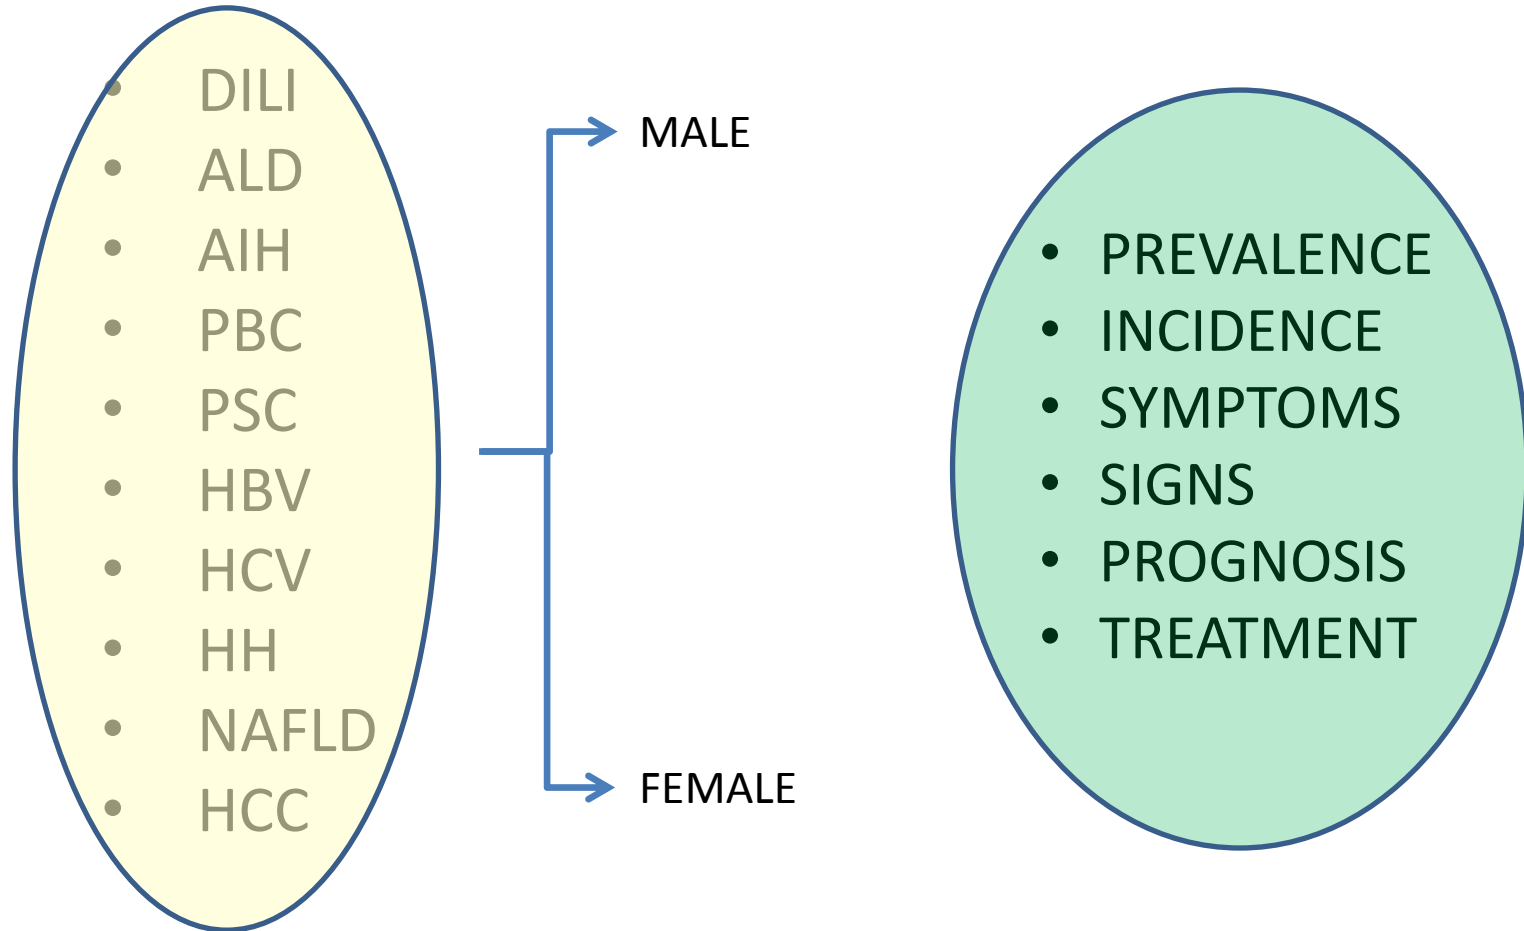 • DILI
• ALD
• AIH
• PBC
• PSC
• HBV
• HCV
• HH
• NAFLD
• HCC
MALE
FEMALE
• PREVALENCE
• INCIDENCE
• SYMPTOMS
• SIGNS
• PROGNOSIS
• TREATMENT